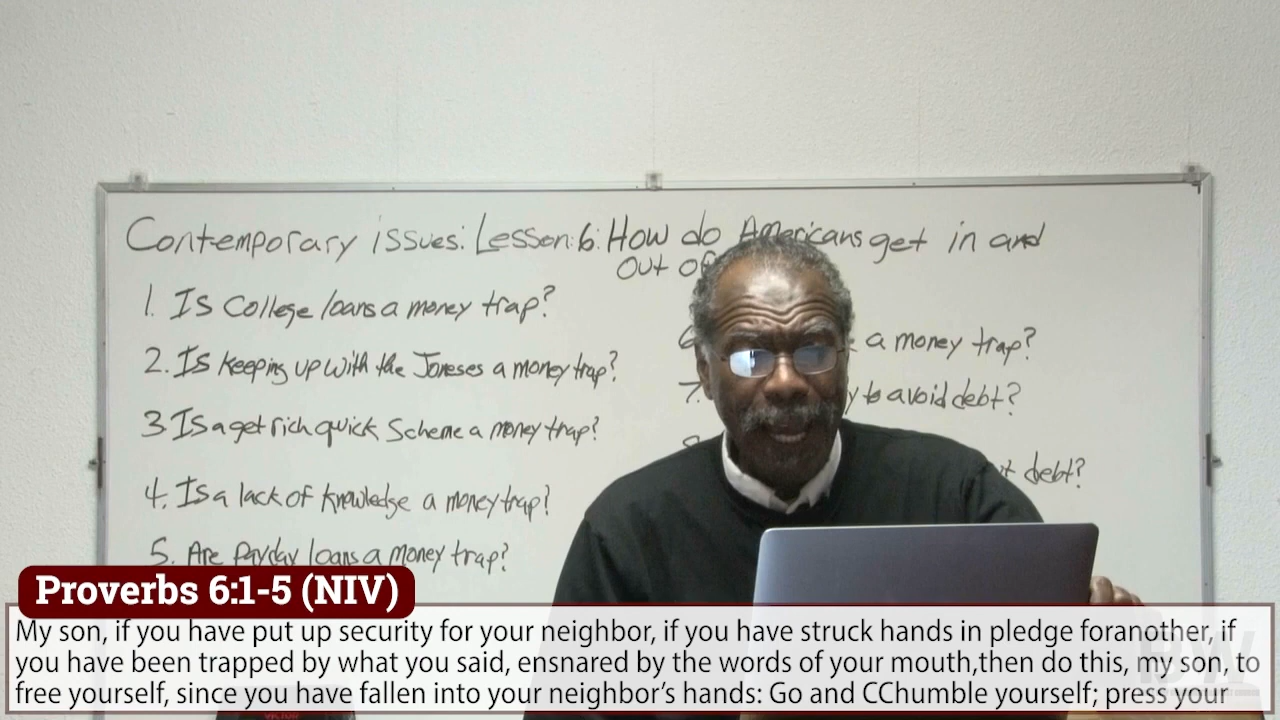 Contemporary issues: Lesson: 6: How do Americans get in and
out of
1. Is College loans a money trap?
2. Is Keeping up with the Joneses a money trap?
3 Is a get rich quick Scheme a money trap?
4. Is a lack of Knowledge a money trap?
5. Are Payday loans a money trap?
a money trap?
7. to avoid debt?
debt?
Proverbs 6:1-5 (NIV)
My son, if you have put up security for your neighbor, if you have struck hands in pledge foranother, if
you have been trapped by what you said, ensnared by the words of your mouth,then do this, my son, to
free yourself, since you have fallen into your neighbor's hands: Go and CChumble yourself; press your
VICTOR